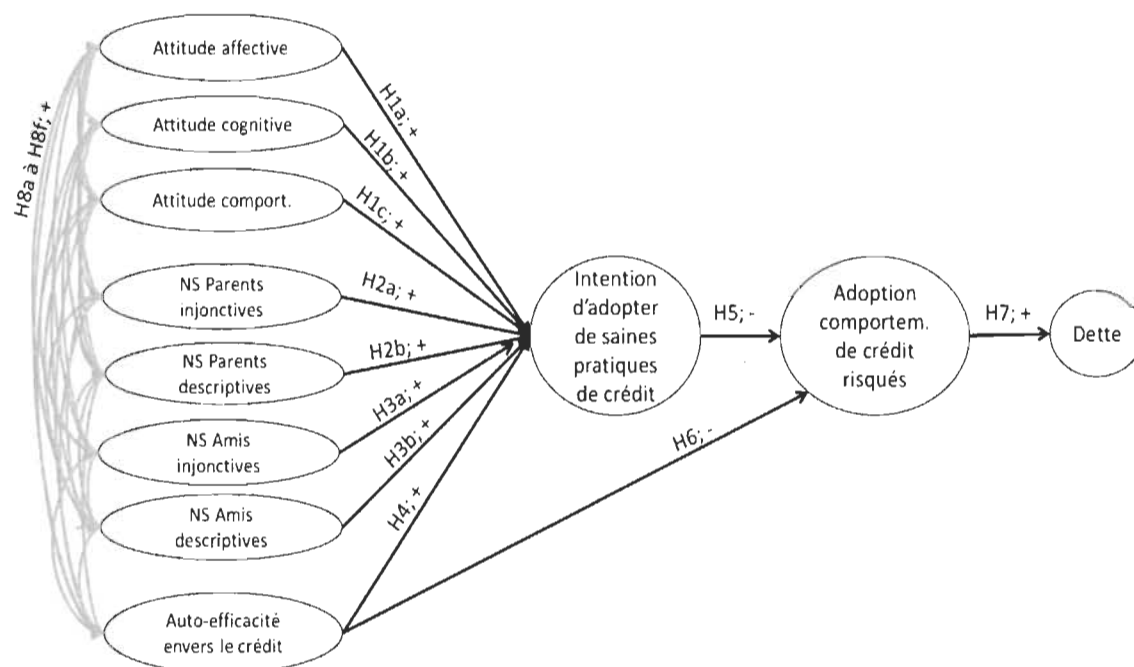 Attitude affective
Attitude cognitive
Attitude comport.
NS Parents
injonctives
NS Parents
descriptives
NS Amis
injonctives
NS Amis
descriptives
Auto-efficacité
envers le crédit
H8a à H8f; +
H1a; +
H1b; +
H1c; +
H2a; +
H2b; +
H3a; +
H3b; +
H4; +
Intention
d'adopter
de saines
pratiques
de crédit
H5; -
H6; -
Adoption
comportem.
de crédit
risqués
H7; +
Dette